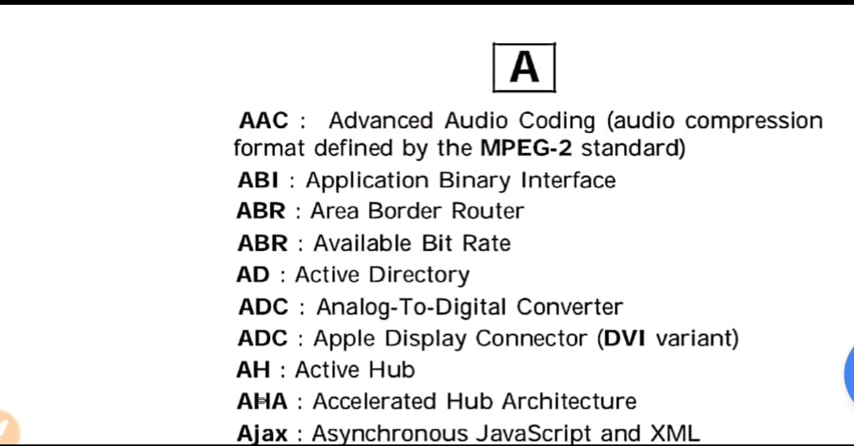 A
AAC : Advanced Audio Coding (audio compression
format defined by the MPEG-2 standard)
ABI : Application Binary Interface
ABR : Area Border Router
ABR : Available Bit Rate
AD : Active Directory
ADC : Analog-To-Digital Converter
ADC : Apple Display Connector (DVI variant)
AH : Active Hub
AHA : Accelerated Hub Architecture
Ajax : Asynchronous JavaScript and XML